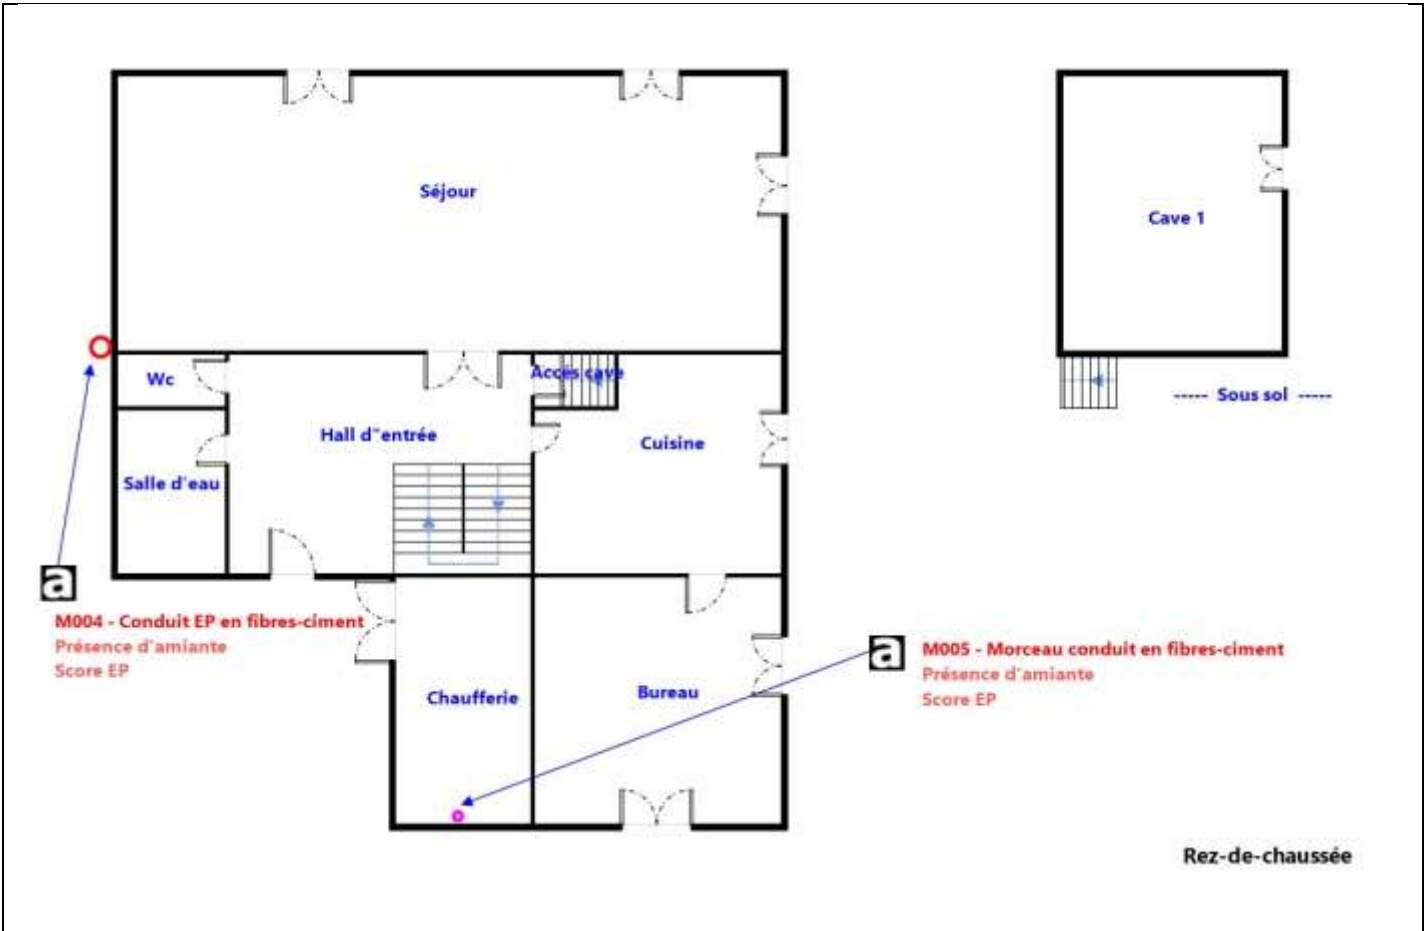 Séjour
Cave 1
Wc
Accès cave
----- Sous sol -----
Hall d"entrée
Cuisine
Salle d'eau
a
M004 - Conduit EP en fibres-ciment
Présence d'amiante
Score EP
a
M005 - Morceau conduit en fibres-ciment
Présence d'amiante
Score EP
Chaufferie
Bureau
Rez-de-chaussée